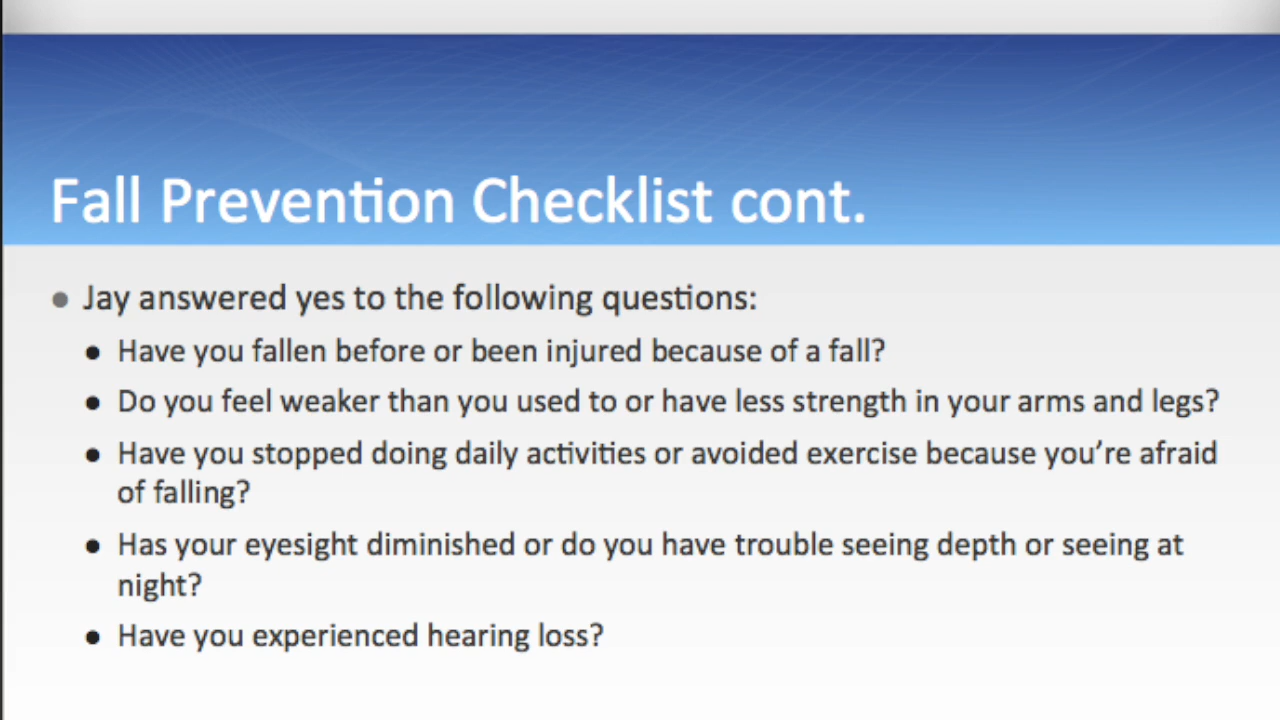 Fall Prevention Checklist cont.
Jay answered yes to the following questions:
Have you fallen before or been injured because of a fall?
Do you feel weaker than you used to or have less strength in your arms and legs?
Have you stopped doing daily activities or avoided exercise because you’re afraid
of falling?
Has your eyesight diminished or do you have trouble seeing depth or seeing at
night?
Have you experienced hearing loss?